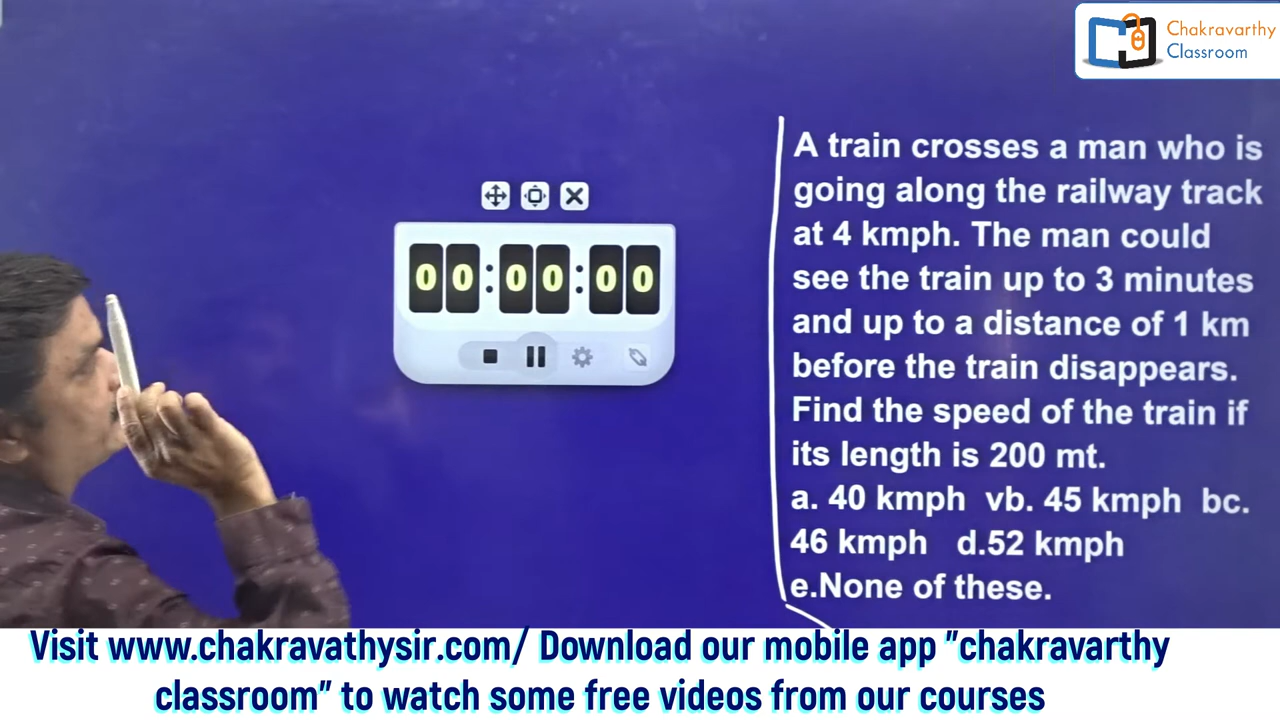 Chakravarthy
Classroom
A train crosses a man who is
going along the railway track
at 4 kmph. The man could
see the train up to 3 minutes
and up to a distance of 1 km
before the train disappears.
Find the speed of the train if
its length is 200 mt.
a. 40 kmph vb. 45 kmph bc.
46 kmph d.52 kmph
e.None of these.
00:00:00
Visit www.chakravathysir.com/ Download our mobile app "chakravarthy
classroom" to watch some free videos from our courses